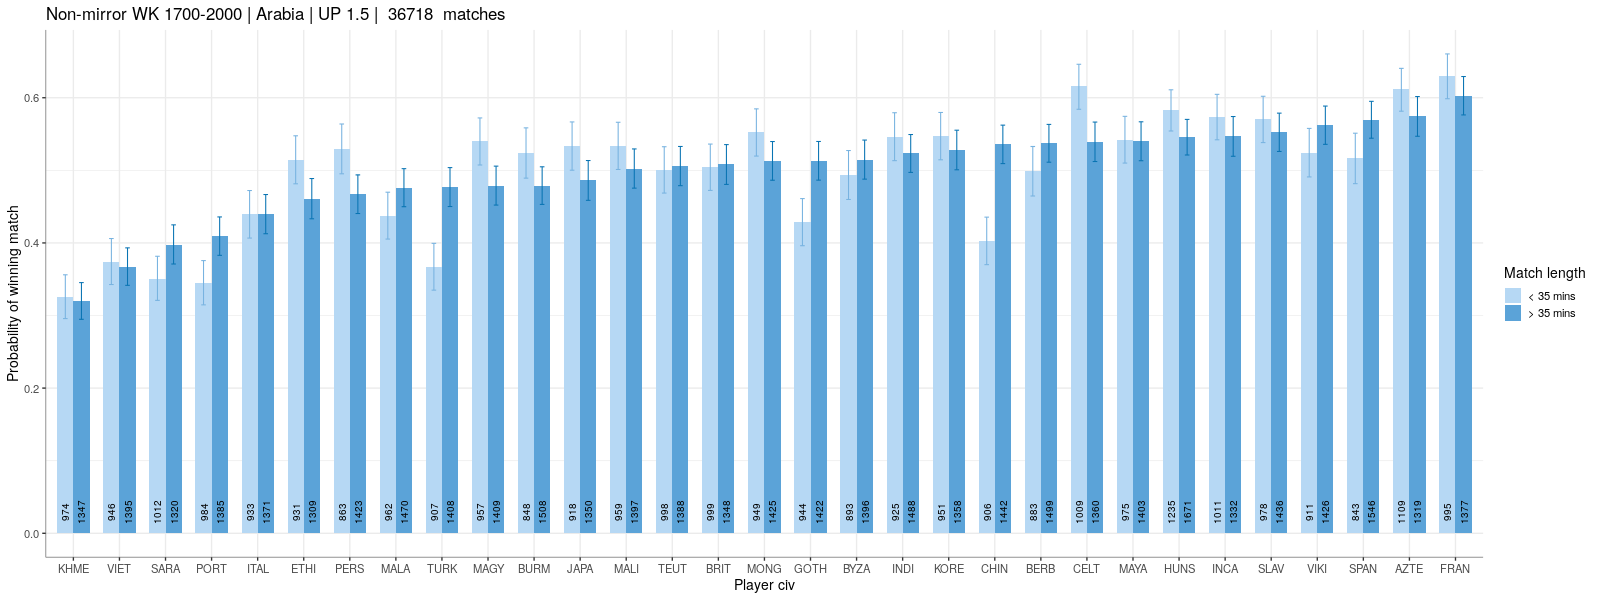 Non-mirror WK 1700-2000 | Arabia | UP 1.5 | 36718 matches
Probability of winning match
0.6
0.4
0.2
0.0
974 1347 946 1395 1012 1320 984 1385 933 1371 931 1309 863 1423 962 1470 907 1408 957 1409 848 1508 918 1350 959 1397 998 1388 999 1348 949 1425 944 1422 893 1396 925 1488 951 1358 906 1442 883 1499 1009 1360 975 1403 1235 1671 1011 1332 978 1436 911 1426 843 1546 1109 1319 995 1377
KHME VIET SARA PORT ITAL ETHI PERS MALA TURK MAGY BURM JAPA MALI TEUT BRIT MONG GOTH BYZA INDI KORE CHIN BERB CELT MAYA HUNS INCA SLAV VIKI SPAN AZTE FRAN
Player civ
Match length
< 35 mins
> 35 mins